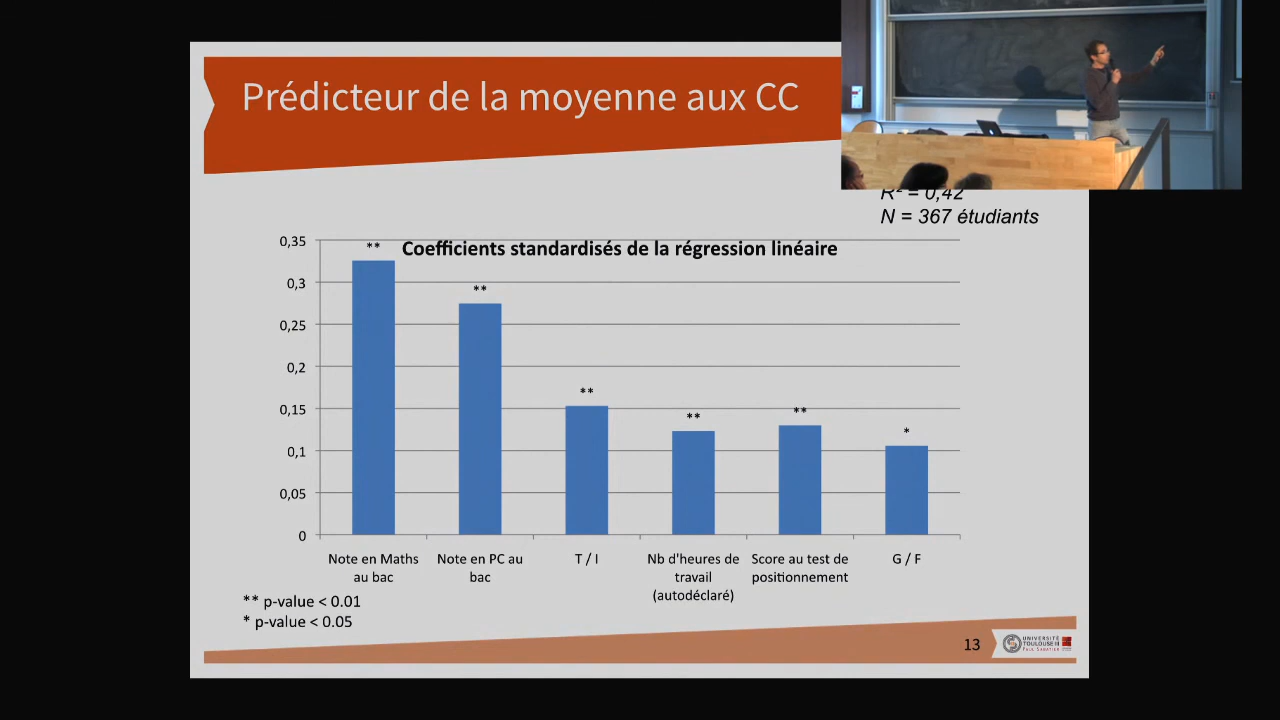 Prédicteur de la moyenne aux CC
R² = 0,42
N = 367 étudiants
Coefficients standardisés de la régression linéaire
0,35
0,3
0,25
0,2
0,15
0,1
0,05
0
**
**
**
**
**
*
Note en Maths au bac
Note en PC au bac
T / I
Nb d'heures de travail (autodéclaré)
Score au test de positionnement
G / F
** p-value < 0.01
* p-value < 0.05
13
UNIVERSITÉ
TOULOUSE III
PAUL SABATIER